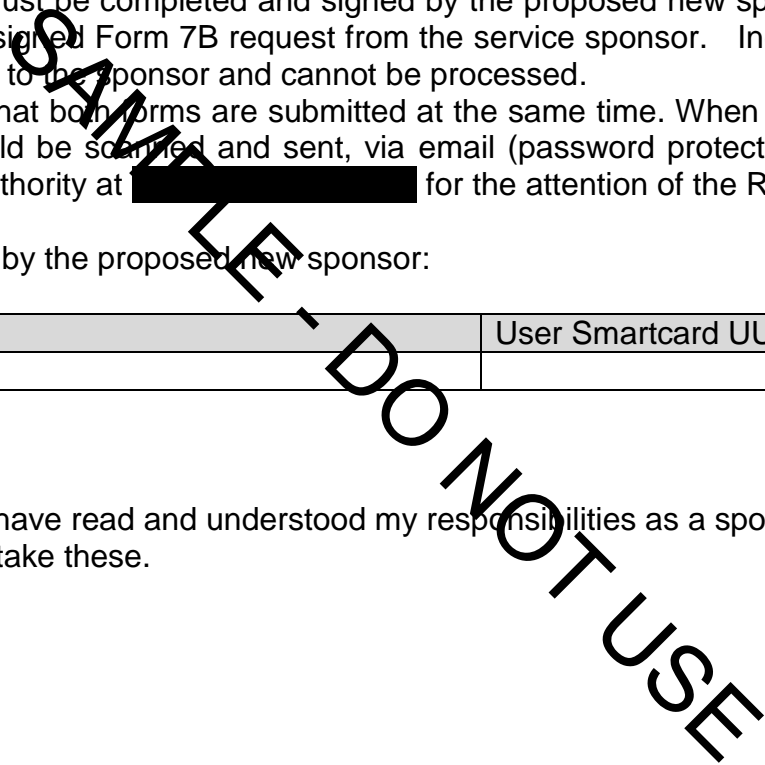 ust be completed and signed by the proposed new sp
signed Form 7B request from the service sponsor. In
to the sponsor and cannot be processed.
hat both forms are submitted at the same time. When
ld be scanned and sent, via email (password protect
thority at for the attention of the R
by the proposed new sponsor:
User Smartcard UU
have read and understood my responsibilities as a spo
take these.
SAMPLE - DO NOT USE